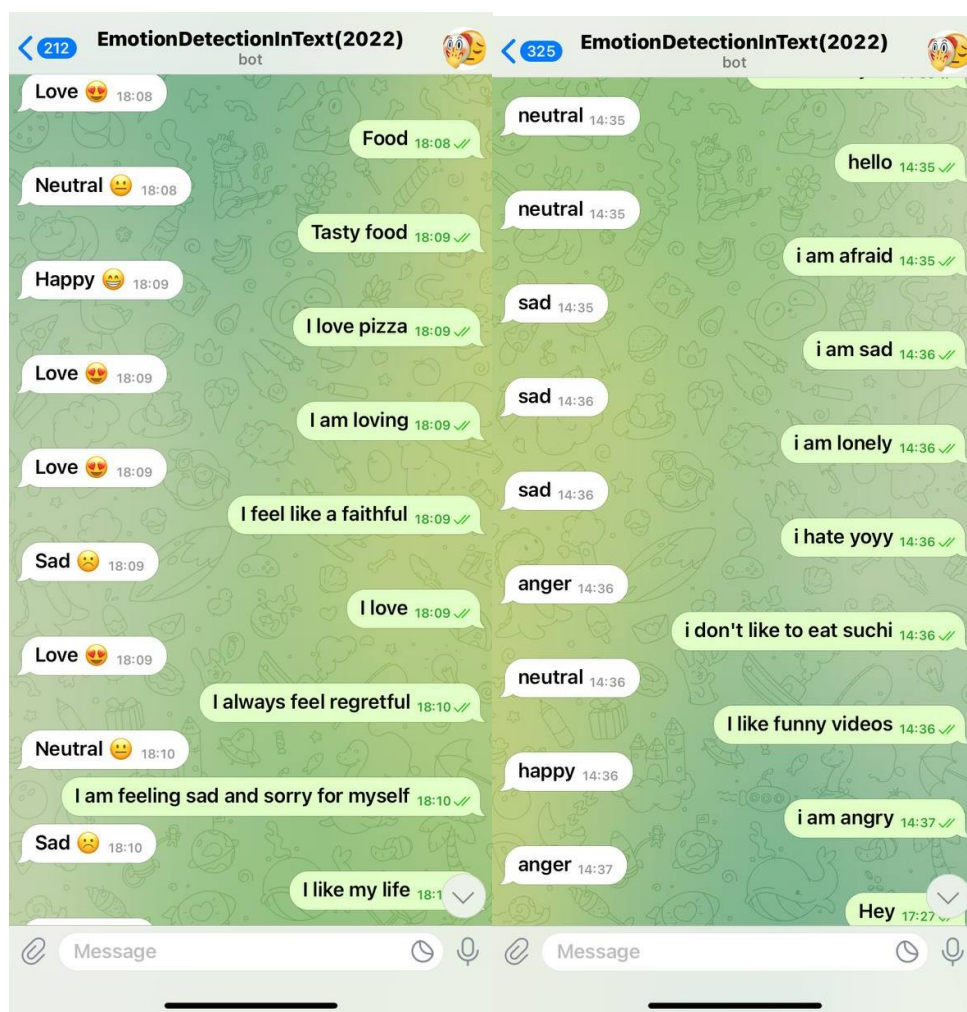 212
EmotionDetectionInText(2022)
bot
Love 😍 18:08
Food 18:08
Neutral 😐 18:08
Tasty food 18:09
Happy 😁 18:09
I love pizza 18:09
Love 😍 18:09
I am loving 18:09
Love 😍 18:09
I feel like a faithful 18:09
Sad ☹️ 18:09
I love 18:09
Love 😍 18:09
I always feel regretful 18:10
Neutral 😐 18:10
I am feeling sad and sorry for myself 18:10
Sad ☹️ 18:10
I like my life
Message
325
EmotionDetectionInText(2022)
bot
neutral 14:35
hello 14:35
neutral 14:35
i am afraid 14:35
sad 14:35
i am sad 14:36
sad 14:36
i am lonely 14:36
sad 14:36
i hate yoyy 14:36
anger 14:36
i don't like to eat suchi 14:36
neutral 14:36
I like funny videos 14:36
happy 14:36
i am angry 14:37
anger 14:37
Hey 17:27
Message